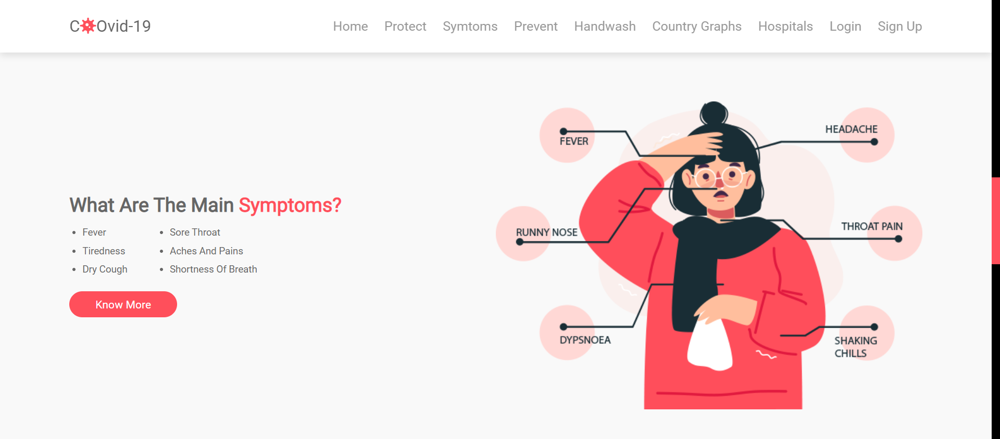 COvid-19
Home Protect Symtoms Prevent Handwash Country Graphs Hospitals Login Sign Up
What Are The Main Symptoms?
• Fever
• Tiredness
• Dry Cough
• Sore Throat
• Aches And Pains
• Shortness Of Breath
Know More
FEVER
HEADACHE
RUNNY NOSE
THROAT PAIN
DYPSNOEA
SHAKING
CHILLS